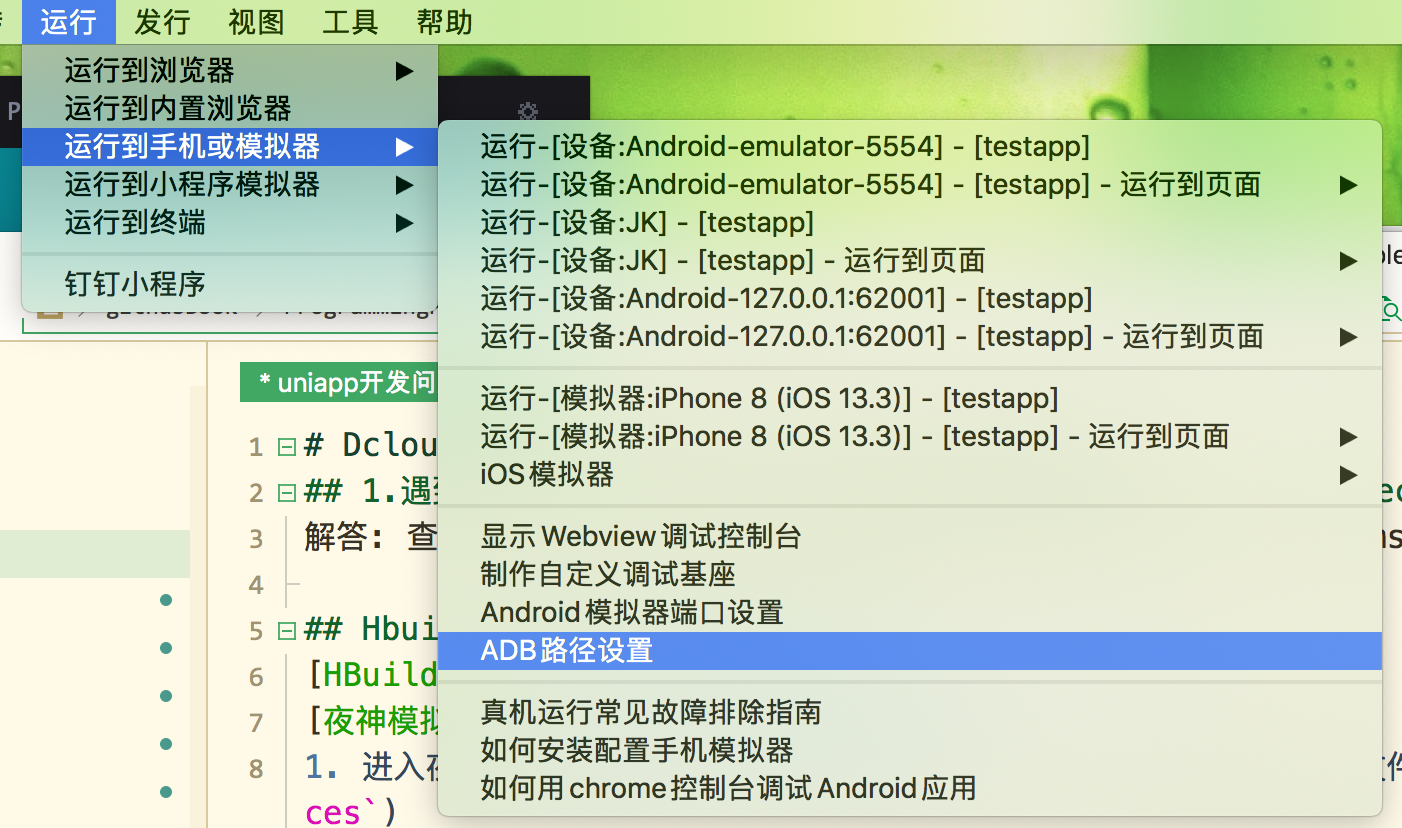 运行 发行 视图 工具 帮助
运行到浏览器
运行到内置浏览器
运行到手机或模拟器
运行到小程序模拟器
运行到终端
钉钉小程序
运行-[设备:Android-emulator-5554] - [testapp]
运行-[设备:Android-emulator-5554] - [testapp] - 运行到页面
运行-[设备:JK] - [testapp]
运行-[设备:JK] - [testapp] - 运行到页面
运行-[设备:Android-127.0.0.1:62001] - [testapp]
运行-[设备:Android-127.0.0.1:62001] - [testapp] - 运行到页面
运行-[模拟器:iPhone 8 (iOS 13.3)] - [testapp]
运行-[模拟器:iPhone 8 (iOS 13.3)] - [testapp] - 运行到页面
iOS模拟器
显示Webview调试控制台
制作自定义调试基座
Android模拟器端口设置
ADB路径设置
真机运行常见故障排除指南
如何安装配置手机模拟器
如何用chrome控制台调试Android应用
* uniapp开发问
1 # Dclou
2 ## 1.遇
3 解答: 查
4
5 ## Hbui
6 [HBuild
7 [夜神模拟
8 1. 进入
ces`)